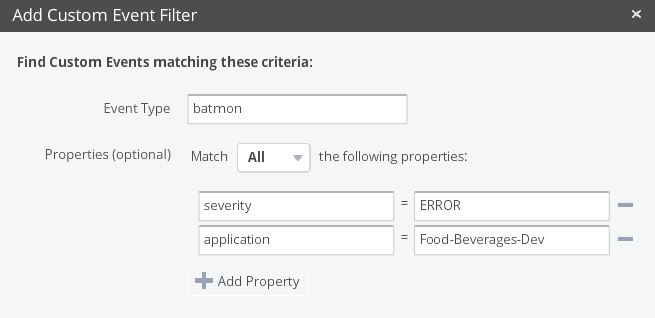 Add Custom Event Filter ×
Find Custom Events matching these criteria:
Event Type batmon
Properties (optional) Match All the following properties:
severity = ERROR
application = Food-Beverages-Dev
Add Property